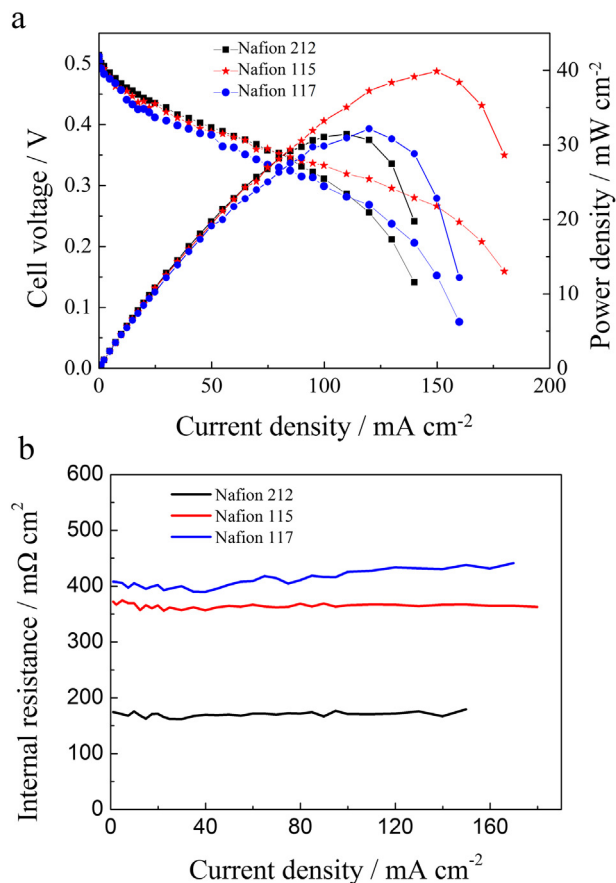 a
Nafion 212
Nafion 115
Nafion 117
Cell voltage / V
0.5
0.4
0.3
0.2
0.1
0.0
Power density / mW cm-2
40
30
20
10
0
0 50 100 150 200
Current density / mA cm-2
b
Nafion 212
Nafion 115
Nafion 117
Internal resistance / mΩ cm2
600
500
400
300
200
100
0
0 40 80 120 160
Current density / mA cm-2